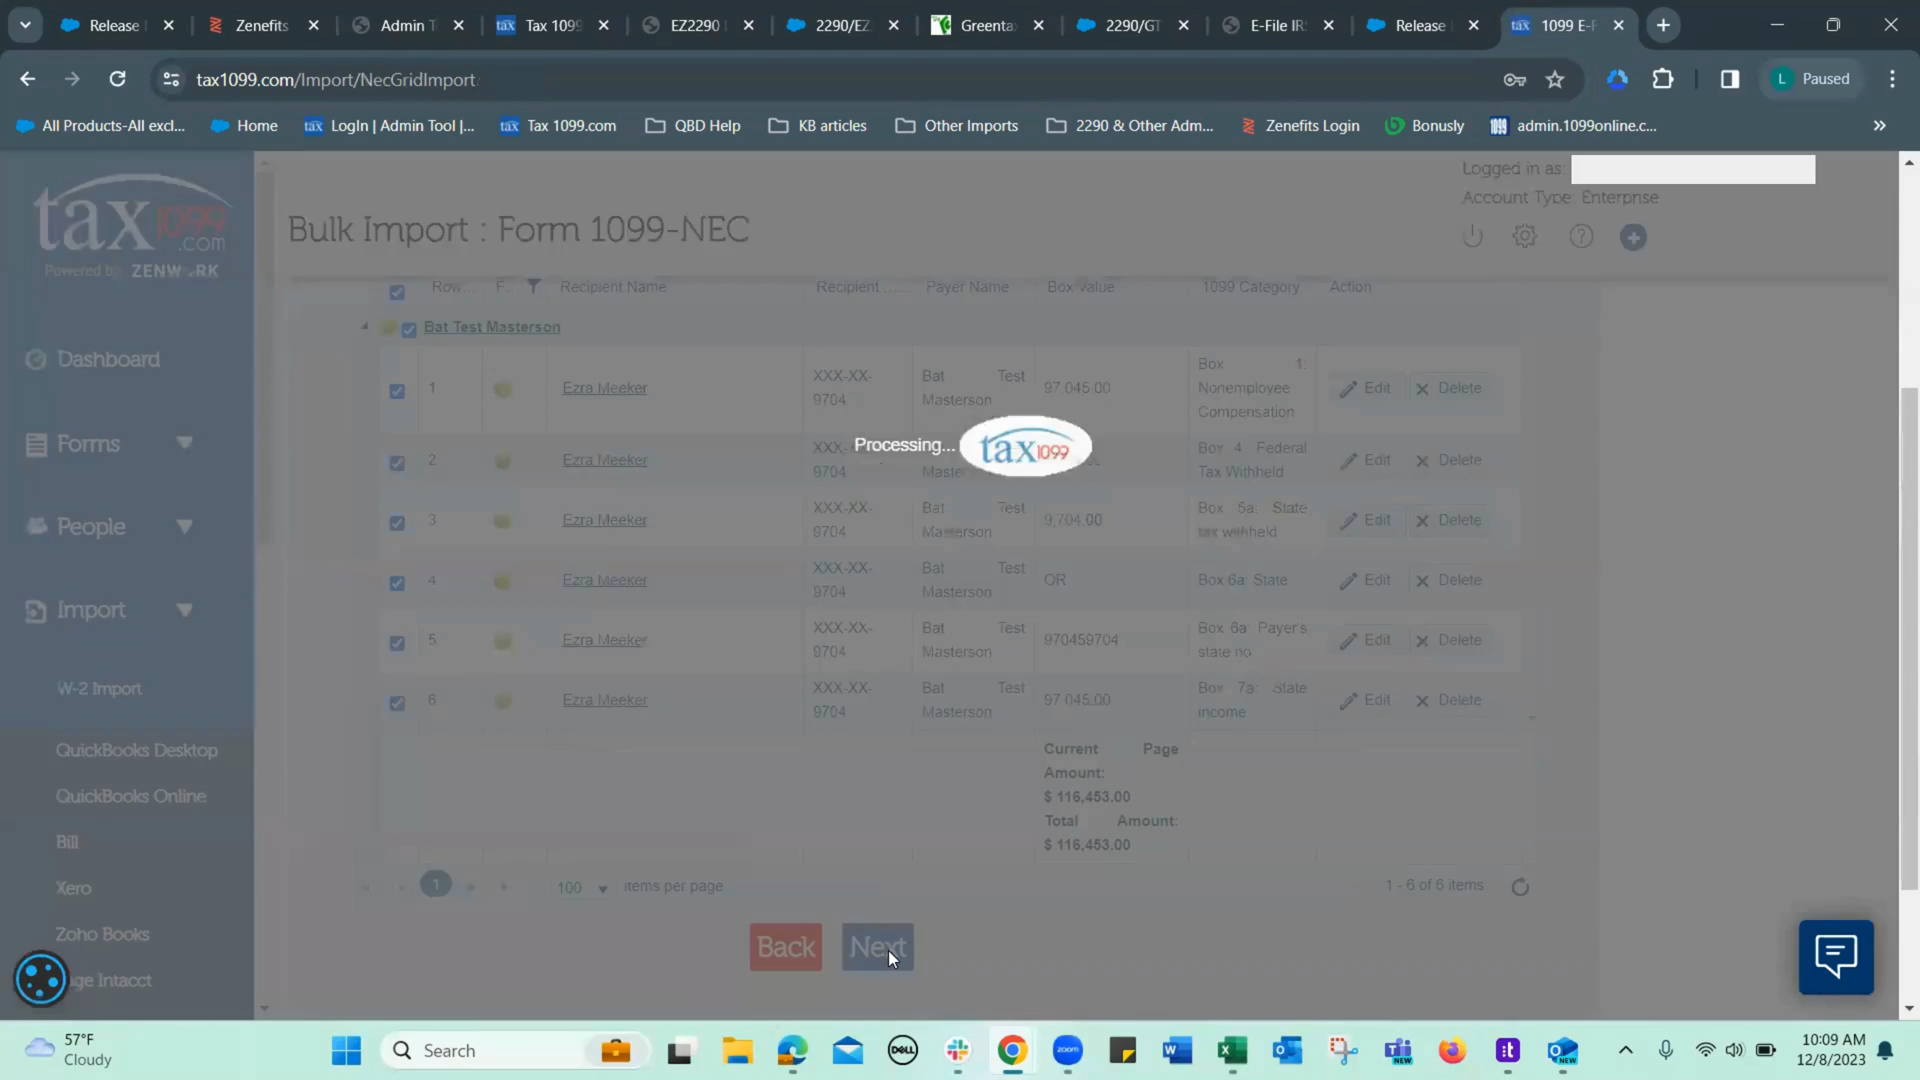 Release
Zenefits
Admin T
Tax 1099
EZ2290
2290/EZ
Greenta
2290/GT
E-File IR
Release
1099 E-F
tax1099.com/Import/NecGridImport
L Paused
All Products-All excl...
Home
LogIn | Admin Tool |...
Tax 1099.com
QBD Help
KB articles
Other Imports
2290 & Other Adm...
Zenefits Login
Bonusly
admin.1099online.c...
tax1099
.com
Powered by ZENWORK
Dashboard
Forms
People
Import
W-2 Import
QuickBooks Desktop
QuickBooks Online
Bill
Xero
Zoho Books
ge Intacct
Logged in as:
Account Type: Enterprise
Bulk Import : Form 1099-NEC
Row... F... Recipient Name Recipient ...... Payer Name Box Value 1099 Category Action
Bat Test Masterson
1 Ezra Meeker XXX-XX-9704 Bat Test Masterson 97,045.00 Box 1: Nonemployee Compensation Edit Delete
Processing... tax1099
2 Ezra Meeker XXX-XX-9704 Box 4 Federal Tax Withheld Edit Delete
3 Ezra Meeker XXX-XX-9704 Bat Test Masterson 9,704.00 Box 5a: State tax withheld Edit Delete
4 Ezra Meeker XXX-XX-9704 Bat Test Masterson OR Box 6a: State Edit Delete
5 Ezra Meeker XXX-XX-9704 Bat Test Masterson 970459704 Box 6a: Payer's state no Edit Delete
6 Ezra Meeker XXX-XX-9704 Bat Test Masterson 97,045.00 Box 7a: State income Edit Delete
Current Page
Amount:
$ 116,453.00
Total Amount:
$ 116,453.00
1 100 items per page 1 - 6 of 6 items
Back Next
57°F
Cloudy
Search
DELL
zoom
NEW
NEW
10:09 AM
12/8/2023